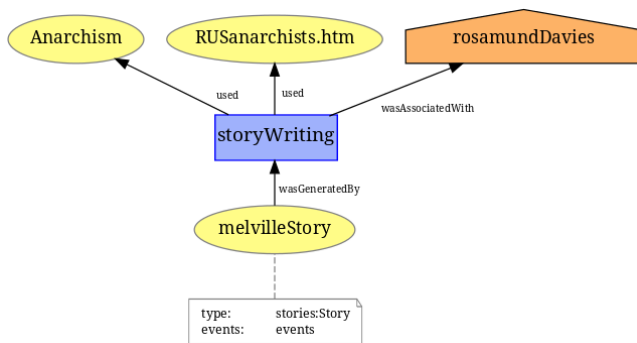 Anarchism
RUSanarchists.htm
rosamundDavies
used
used
wasAssociatedWith
storyWriting
wasGeneratedBy
melvilleStory
type: stories:Story
events: events